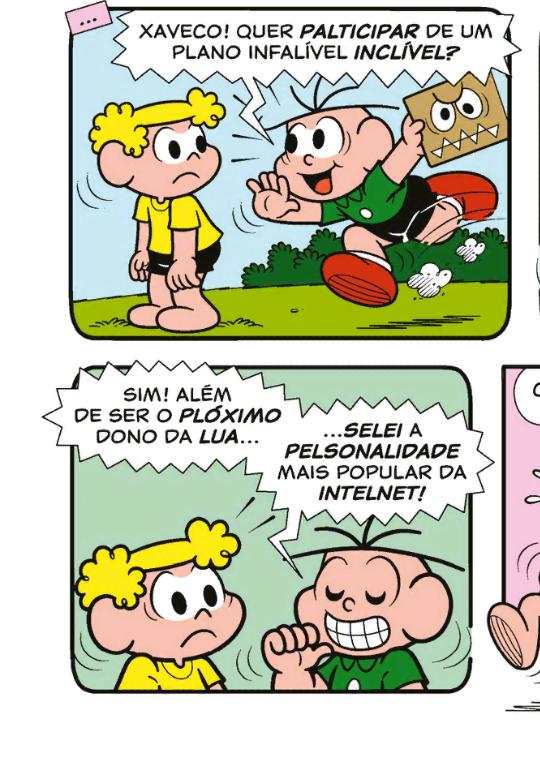 ...
XAVECO! QUER PALTICIPAR DE UM
PLANO INFALÍVEL INCLÍVEL?
SIM! ALÉM
DE SER O PLÓXIMO
DONO DA LUA...
...SELEI A
PELSONALIDADE
MAIS POPULAR DA
INTELNET!